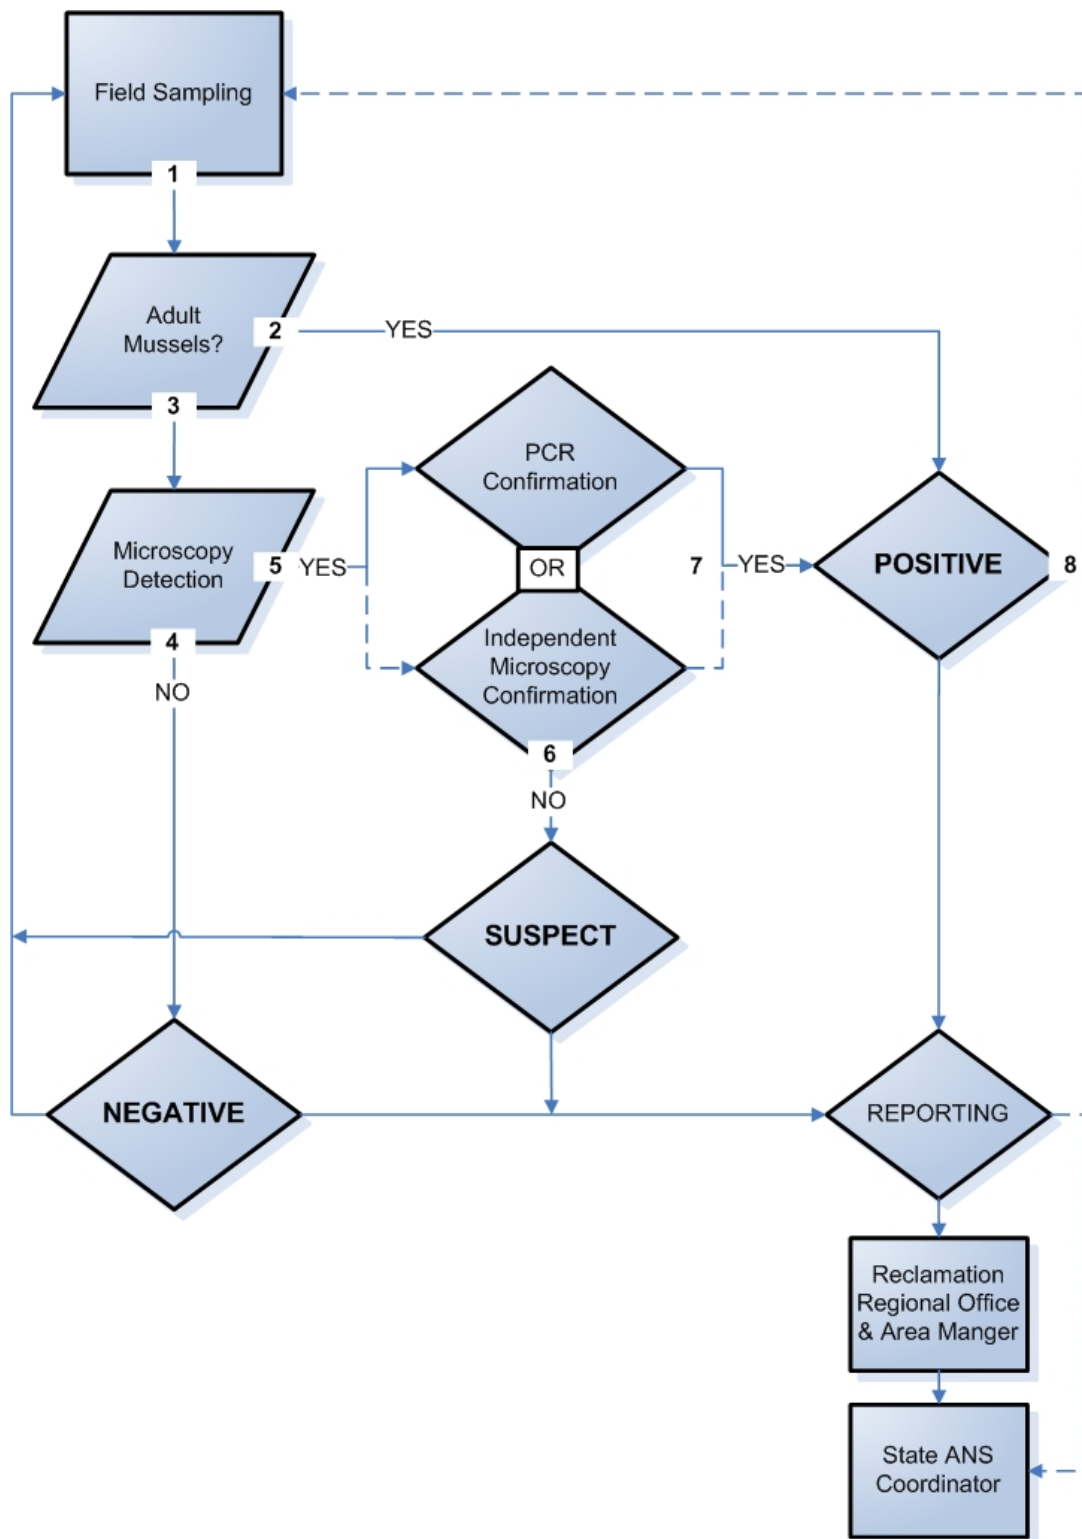 Field Sampling
1
Adult
Mussels?
2
YES
3
PCR
Confirmation
Microscopy
Detection
5
YES
OR
7
YES
POSITIVE
8
4
NO
Independent
Microscopy
Confirmation
6
NO
SUSPECT
NEGATIVE
REPORTING
Reclamation
Regional Office
& Area Manger
State ANS
Coordinator